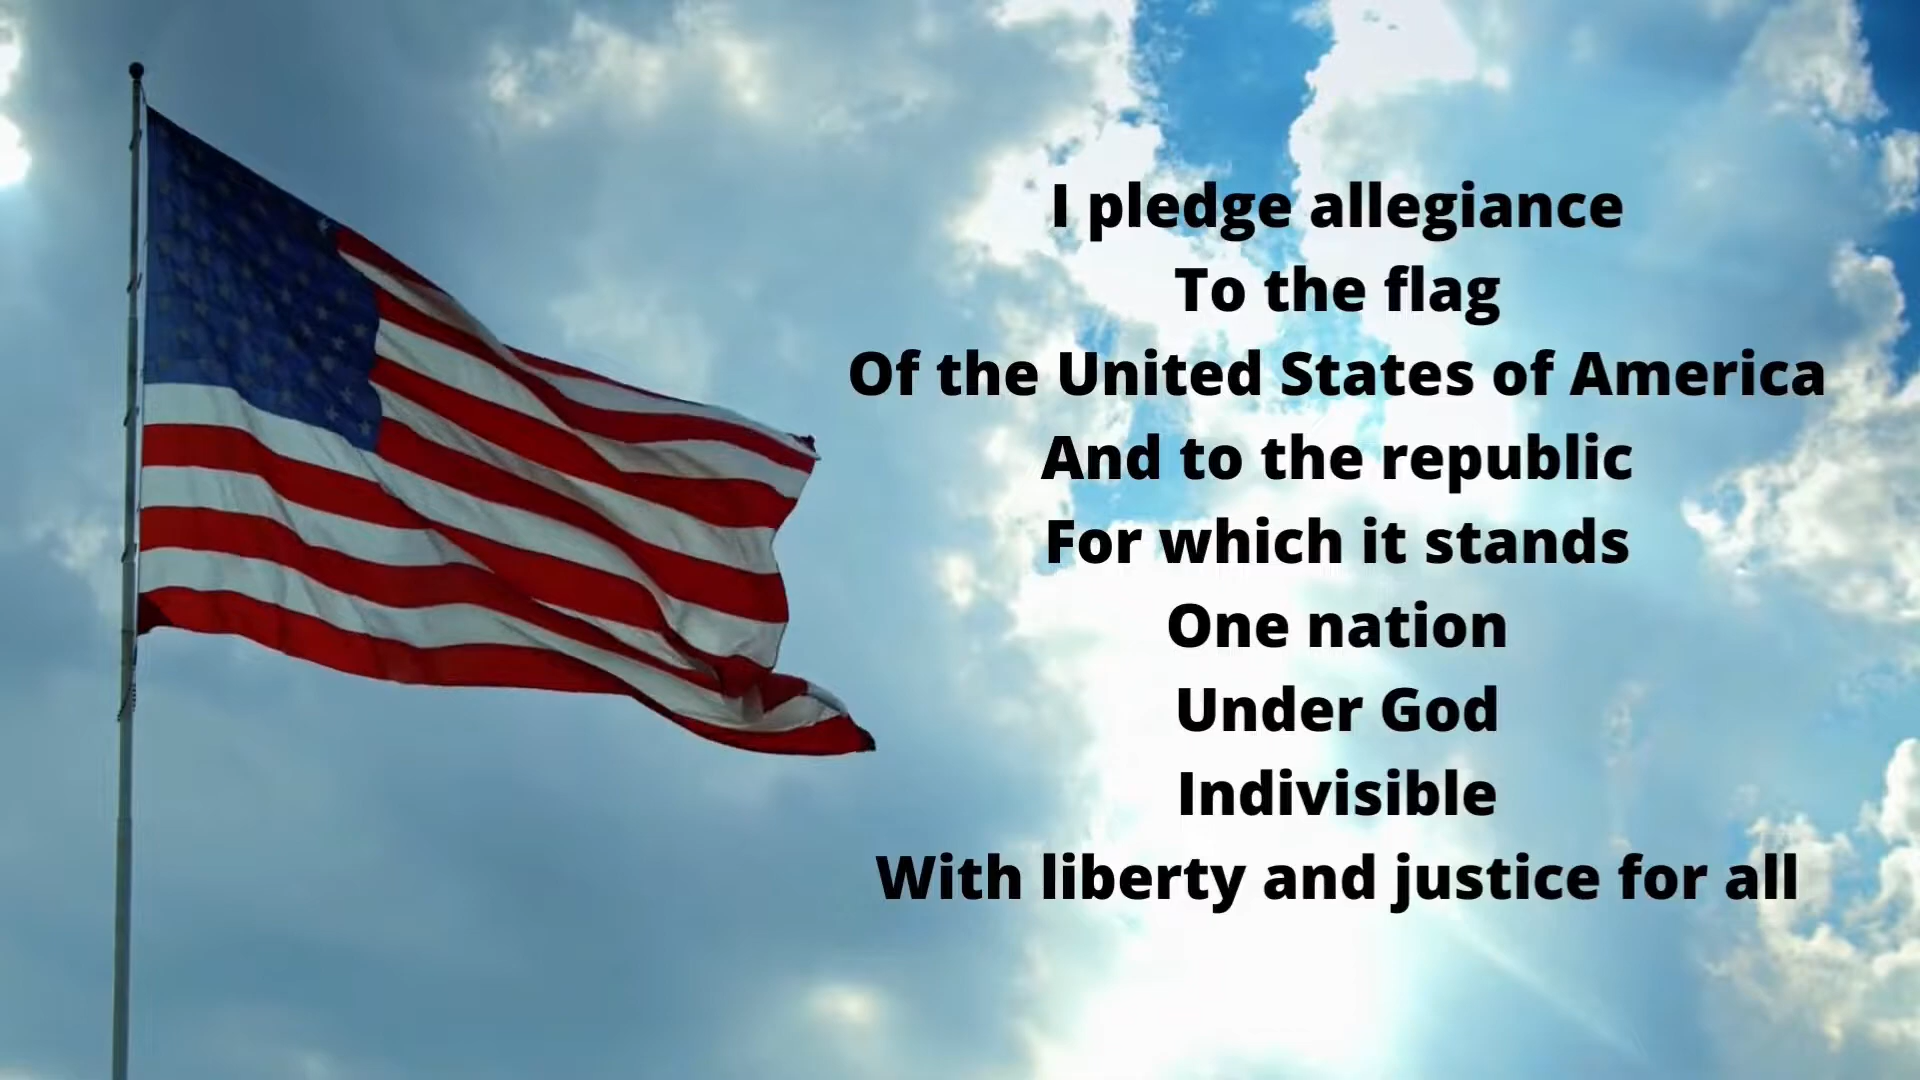 I pledge allegiance
To the flag
Of the United States of America
And to the republic
For which it stands
One nation
Under God
Indivisible
With liberty and justice for all